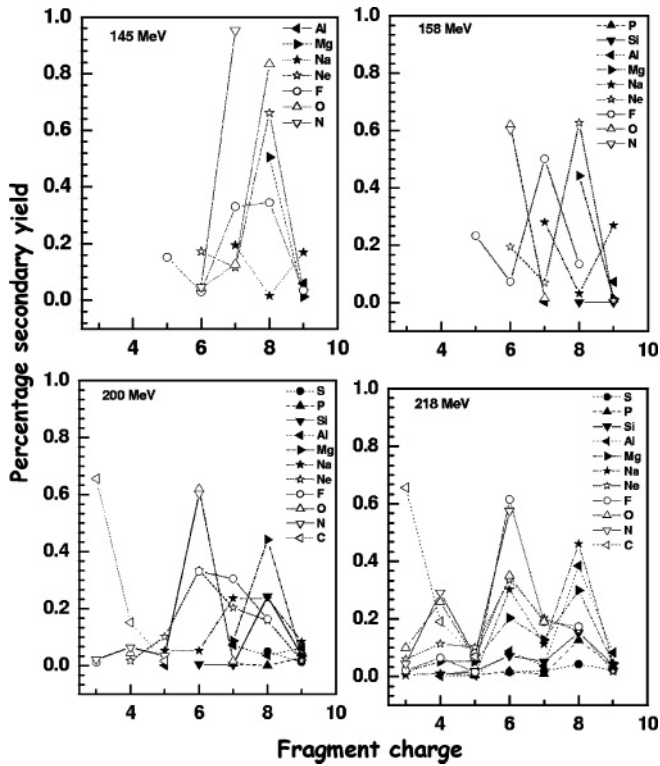 145 MeV
Al
Mg
Na
Ne
F
O
N
1.0
0.8
0.6
0.4
0.2
0.0
4 6 8 10
158 MeV
P
Si
Al
Mg
Na
Ne
F
O
N
1.0
0.8
0.6
0.4
0.2
0.0
4 6 8 10
Percentage secondary yield
200 MeV
S
P
Si
Al
Mg
Na
Ne
F
O
N
C
1.0
0.8
0.6
0.4
0.2
0.0
4 6 8 10
218 MeV
S
P
Si
Al
Mg
Na
Ne
F
O
N
C
1.0
0.8
0.6
0.4
0.2
0.0
4 6 8 10
Fragment charge